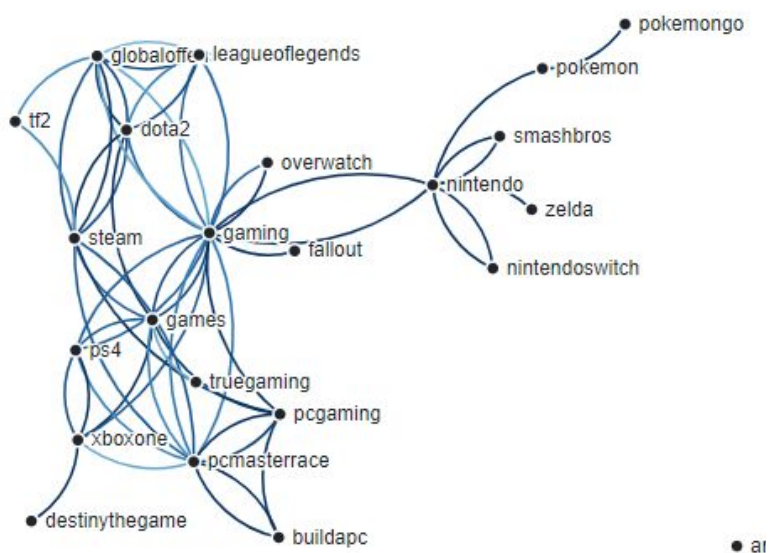 pokemongo
globaloffe
leagueoflegends
pokemon
tf2
dota2
smashbros
overwatch
nintendo
zelda
steam
gaming
fallout
nintendoswitch
games
ps4
truegaming
pcgaming
xboxone
pcmasterrace
destinythegame
buildapc